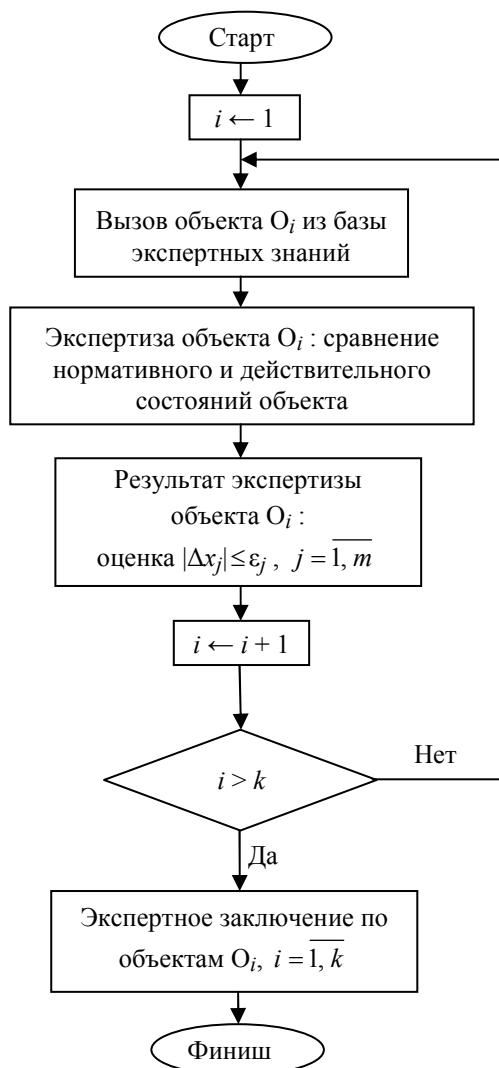 Старт
i ← 1
Вызов объекта Oi из базы
экспертных знаний
Экспертиза объекта Oi : сравнение
нормативного и действительного
состояний объекта
Результат экспертизы
объекта Oi :
оценка |Δxj| ≤ εj , j = 1, m
i ← i + 1
i > k
Нет
Да
Экспертное заключение по
объектам Oi, i = 1, k
Финиш